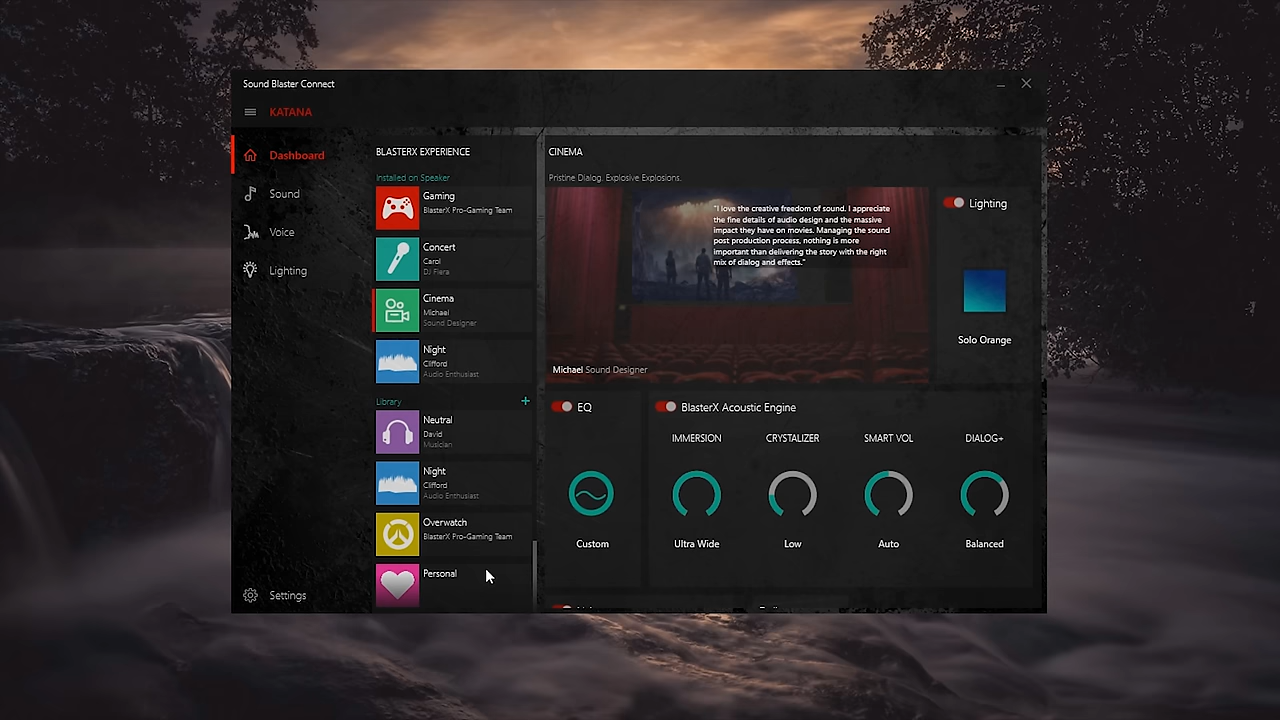 Sound Blaster Connect
KATANA
Dashboard
Sound
Voice
Lighting
Settings
BLASTERX EXPERIENCE
Installed on Speaker
Gaming
BlasterX Pro-Gaming Team
Concert
Carol
DJ Fiera
Cinema
Michael
Sound Designer
Night
Clifford
Audio Enthusiast
Library
+
Neutral
David
Musician
Night
Clifford
Audio Enthusiast
Overwatch
BlasterX Pro-Gaming Team
Personal
CINEMA
Pristine Dialog. Explosive Explosions.
"I love the creative freedom of sound. I appreciate
the fine details of audio design and the massive
impact they have on movies. Managing the sound
post production process, nothing is more
important than delivering the story with the right
mix of dialog and effects."
Michael Sound Designer
Lighting
Solo Orange
EQ
Custom
BlasterX Acoustic Engine
IMMERSION
CRYSTALIZER
SMART VOL
DIALOG+
Ultra Wide
Low
Auto
Balanced